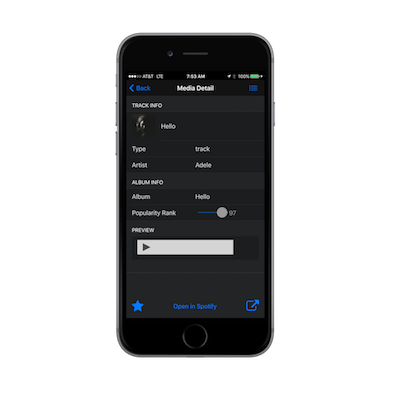 AT&T LTE 7:53 AM 100%
Back Media Detail
TRACK INFO
Hello
Type track
Artist Adele
ALBUM INFO
Album Hello
Popularity Rank 97
PREVIEW
Open in Spotify